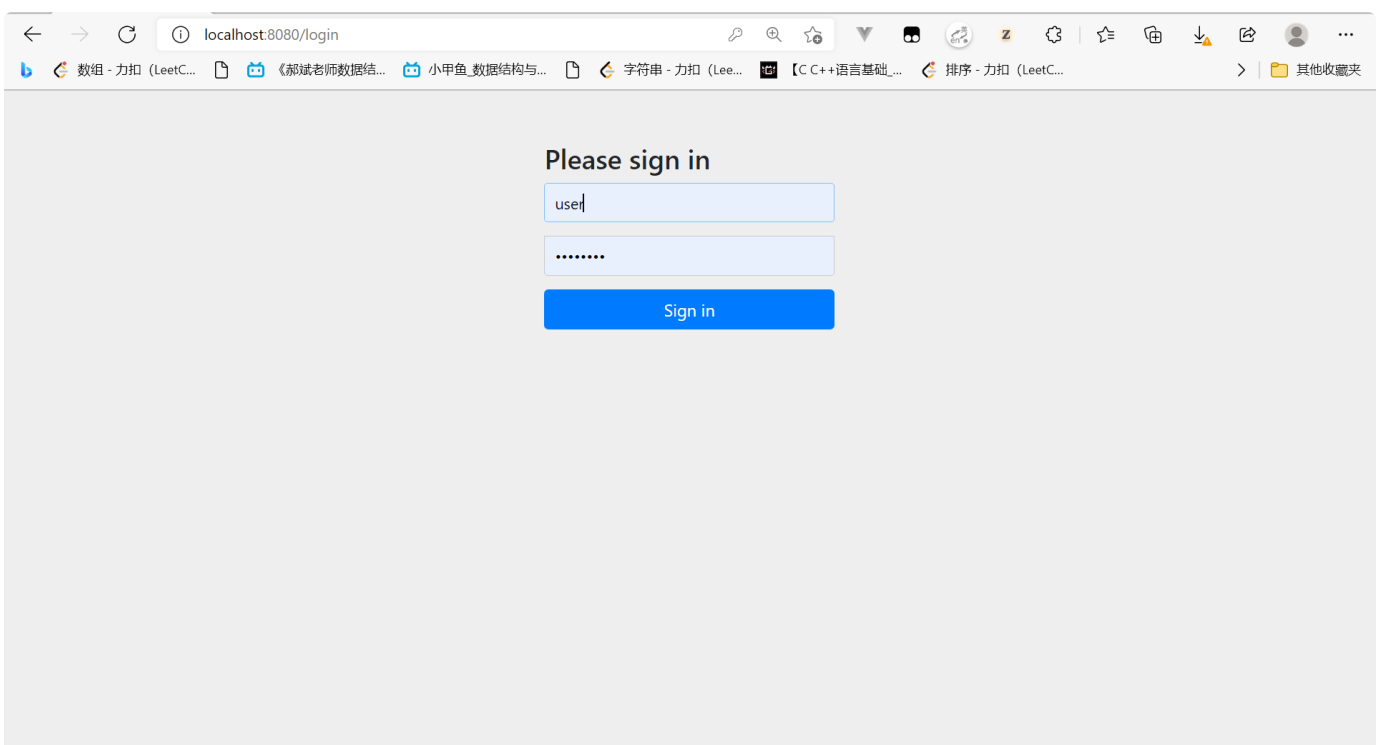 localhost:8080/login
数组 - 力扣（LeetC... 《郝斌老师数据结... 小甲鱼_数据结构与... 字符串 - 力扣（Lee... 【C C++语言基础_... 排序 - 力扣（LeetC... 其他收藏夹
Please sign in
user
Sign in